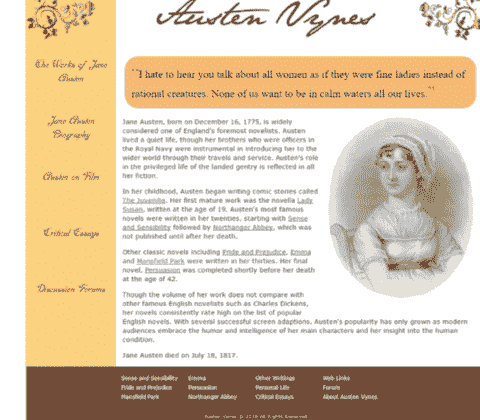 Austen Vynes
The Works of Jane
Austen
Jane Austen
Biography
Austen on Film
Critical Essays
Discussion Forums
``I hate to hear you talk about all women as if they were fine ladies instead of
rational creatures. None of us want to be in calm waters all our lives.``
Jane Austen, born on December 16, 1775, is widely
considered one of England's foremost novelists. Austen
lived a quiet life, though her brothers who were officers in
the Royal Navy were instrumental in introducing her to the
wider world through their travels and service. Austen's role
in the privileged life of the landed gentry is reflected in all
her fiction.
In her childhood, Austen began writing comic stories called
The Juvenilia. Her first mature work was the novella Lady
Susan, written at the age of 19. Austen's most famous
novels were written in her twenties, starting with Sense
and Sensibility followed by Northanger Abbey, which was
not published until after her death.
Other classic novels including Pride and Prejudice, Emma
and Mansfield Park were written in her thirties. Her final
novel, Persuasion was completed shortly before her death
at the age of 42.
Though the volume of her work does not compare with
other famous English novelists such as Charles Dickens,
her novels consistently rate high on the list of popular
English novels. With several successful screen adaptions, Austen's popularity has only grown as modern
audiences embrace the humor and intelligence of her main characters and her insight into the human
condition.
Jane Austen died on July 18, 1817.
Sense and Sensibility Emma Other Writings Web Links
Pride and Prejudice Persuasion Personal Life Forum
Mansfield Park Northanger Abbey Critical Essays About Austen Vynes
Austen Vynes All Rights Reserved